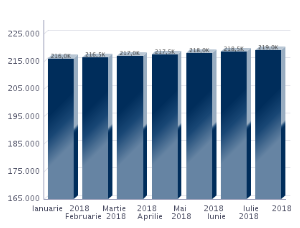 225.000
215.000
205.000
195.000
185.000
175.000
165.000
216,0K 216,5K 217,0K 217,5K 218,0K 218,5K 219,0K
Ianuarie 2018 Martie 2018 Mai 2018 Iulie 2018
Februarie 2018 Aprilie 2018 Iunie 2018